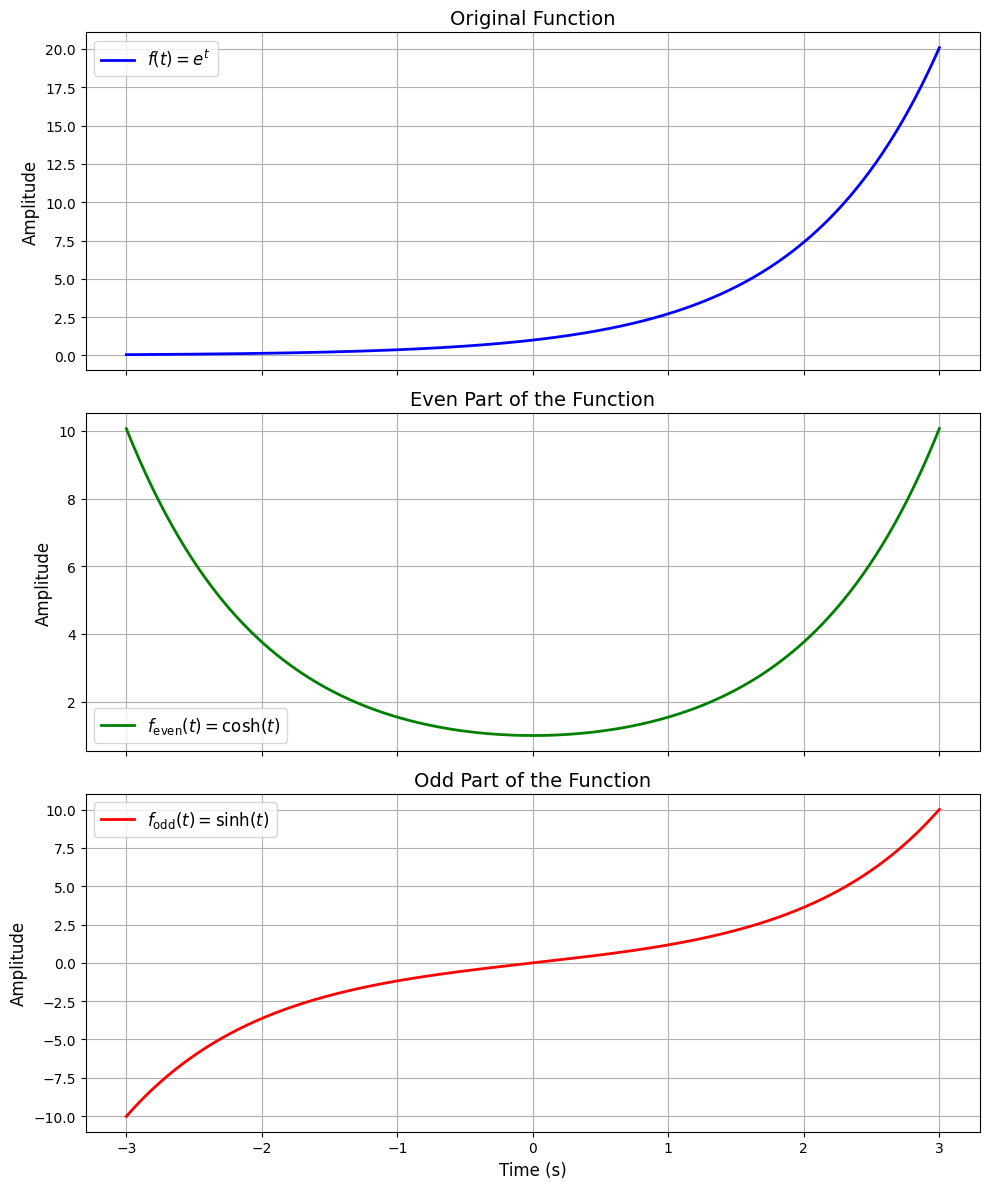 Original Function
f(t) = e^t
20.0
17.5
15.0
12.5
10.0
7.5
5.0
2.5
0.0
Amplitude
Even Part of the Function
10
8
6
4
2
Amplitude
f_even(t) = cosh(t)
Odd Part of the Function
f_odd(t) = sinh(t)
10.0
7.5
5.0
2.5
0.0
−2.5
−5.0
−7.5
−10.0
Amplitude
−3 −2 −1 0 1 2 3
Time (s)